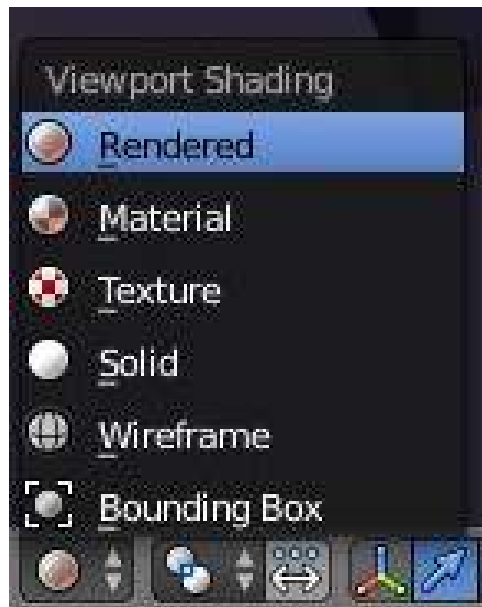 Viewport Shading
Rendered
Material
Texture
Solid
Wireframe
Bounding Box